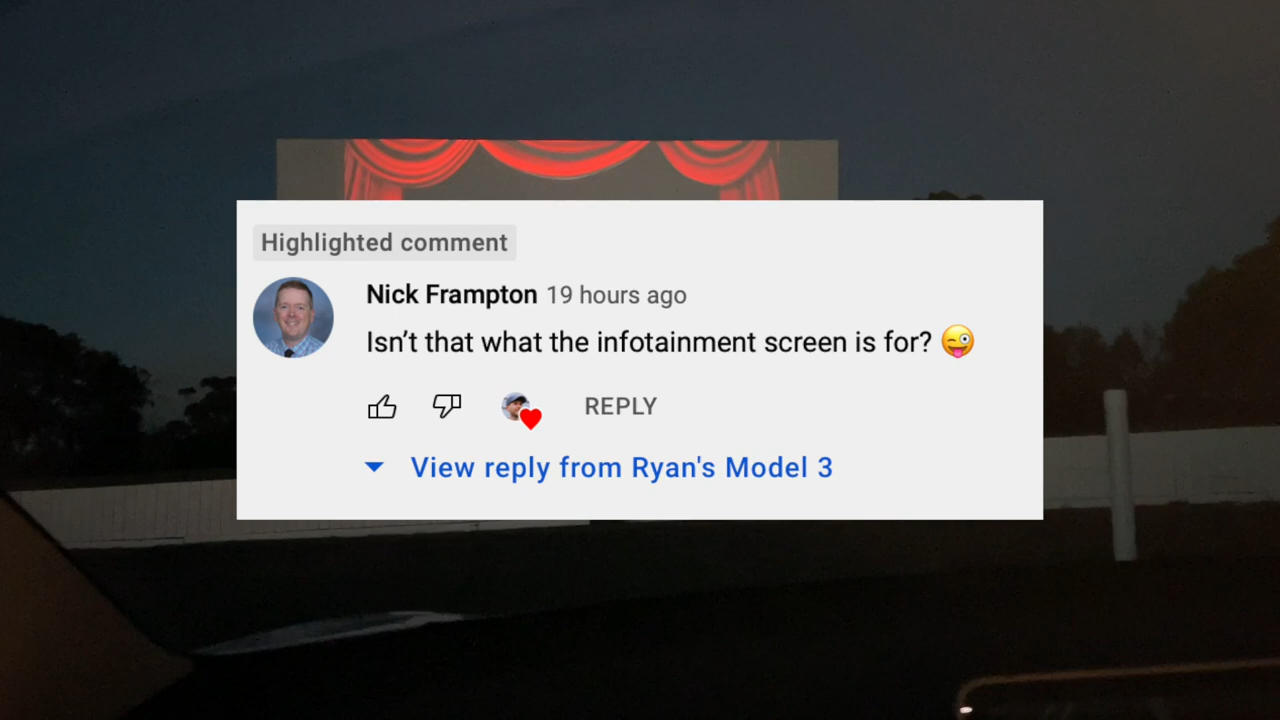 Highlighted comment
Nick Frampton 19 hours ago
Isn’t that what the infotainment screen is for? 😜
REPLY
View reply from Ryan's Model 3